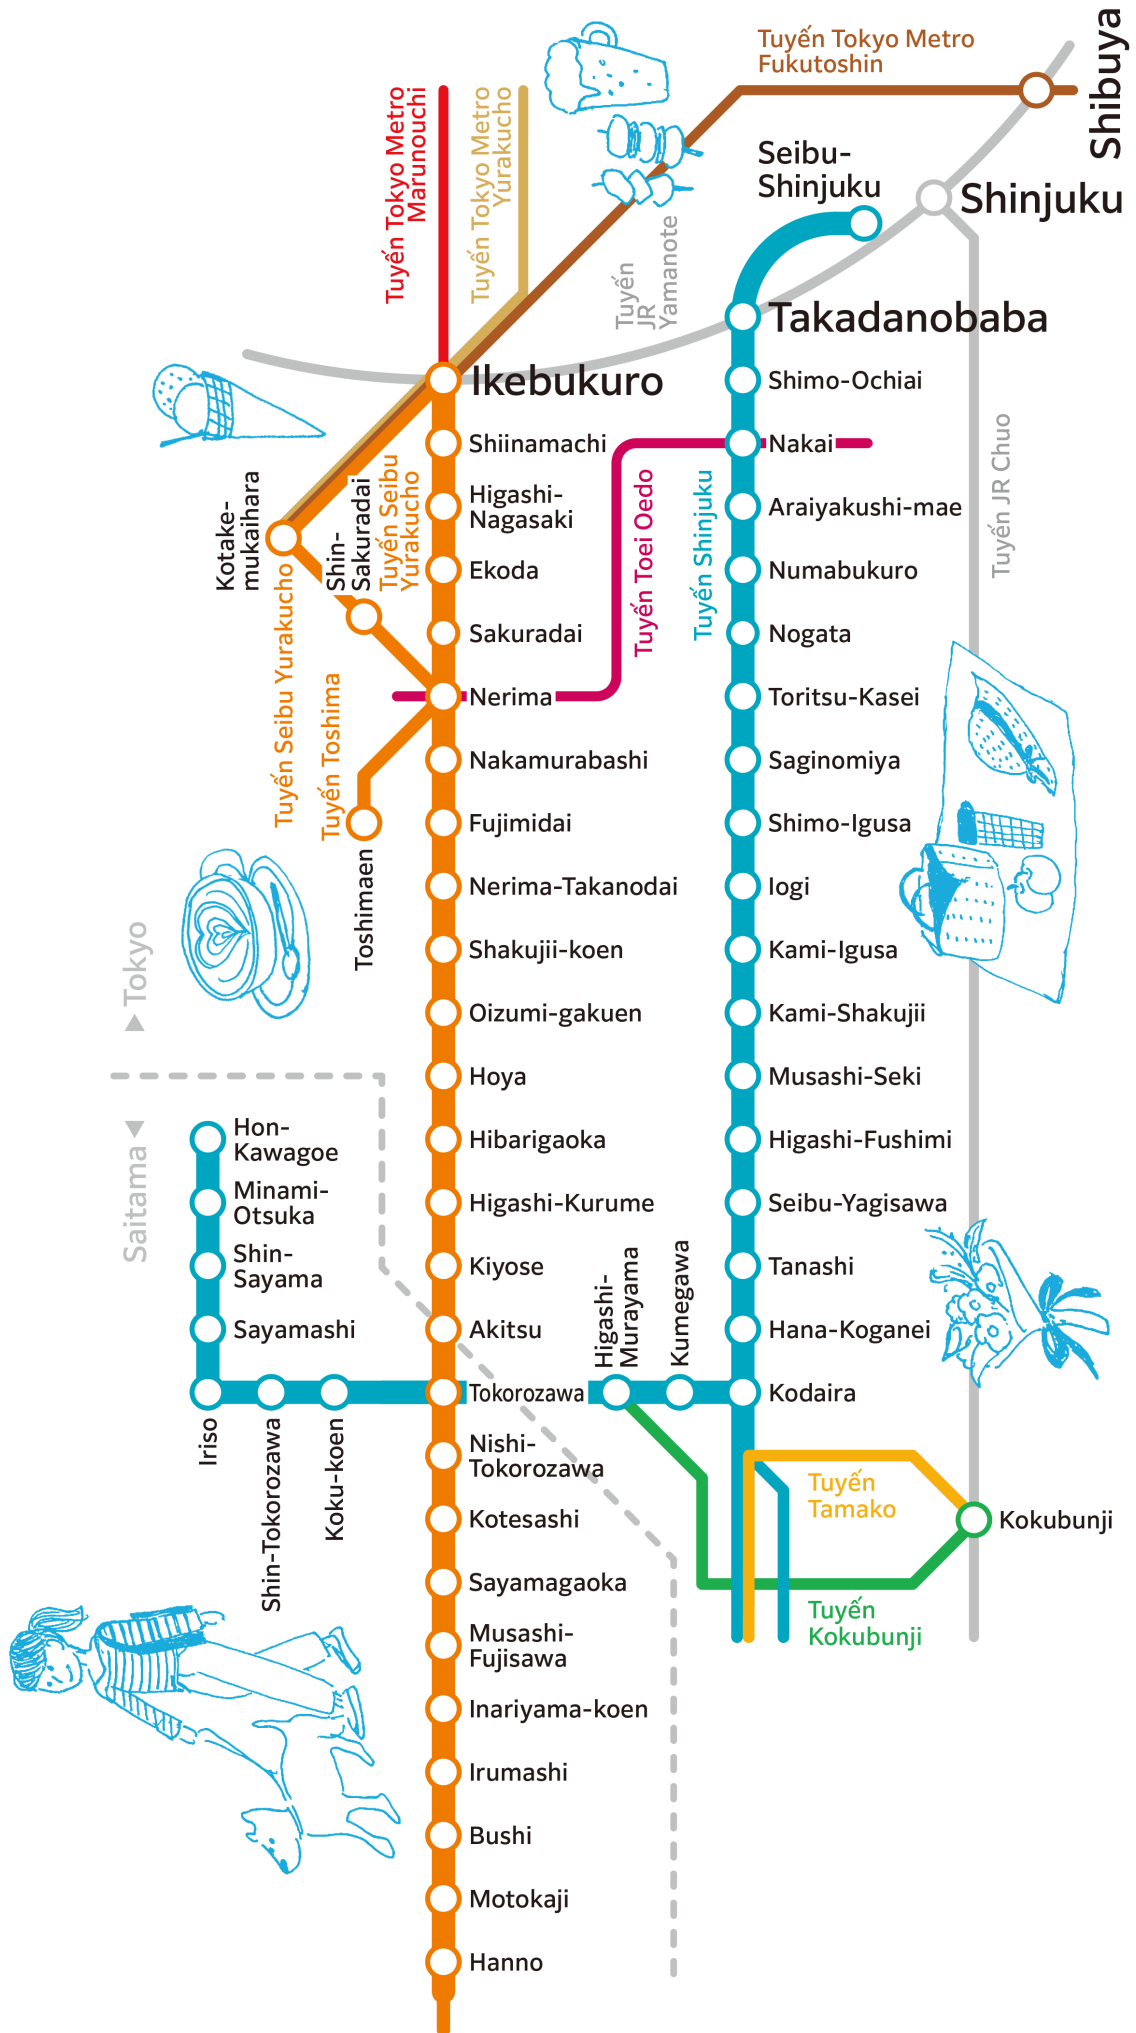 Tuyến Tokyo Metro
Fukutoshin
Shibuya
Tuyến Tokyo Metro
Marunouchi
Tuyến Tokyo Metro
Yurakucho
Seibu-
Shinjuku
Shinjuku
Tuyến
JR
Yamanote
Takadanobaba
Ikebukuro
Shimo-Ochiai
Shiinamachi
Nakai
Kotake-
mukaihara
Shin-
Sakuradai
Tuyến Seibu
Yurakucho
Higashi-
Nagasaki
Tuyến Toei Oedo
Tuyến Shinjuku
Araiyakushi-mae
Tuyến JR Chuo
Ekoda
Numabukuro
Sakuradai
Nogata
Tuyến Seibu Yurakucho
Tuyến Toshima
Nerima
Toritsu-Kasei
Nakamurabashi
Saginomiya
Fujimidai
Shimo-Igusa
Toshimaen
Nerima-Takanodai
Iogi
Shakujii-koen
Kami-Igusa
▲Tokyo
Oizumi-gakuen
Kami-Shakujii
Hoya
Musashi-Seki
Saitama▼
Hon-
Kawagoe
Hibarigaoka
Higashi-Fushimi
Minami-
Otsuka
Higashi-Kurume
Seibu-Yagisawa
Shin-
Sayama
Kiyose
Higashi-
Murayama
Kumegawa
Tanashi
Sayamashi
Akitsu
Hana-Koganei
Tokorozawa
Kodaira
Iriso
Shin-Tokorozawa
Koku-koen
Nishi-
Tokorozawa
Tuyến
Tamako
Kotesashi
Kokubunji
Sayamagaoka
Tuyến
Kokubunji
Musashi-
Fujisawa
Inariyama-koen
Irumashi
Bushi
Motokaji
Hanno